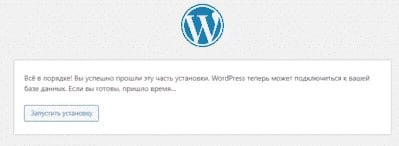 Всё в порядке! Вы успешно прошли эту часть установки. WordPress теперь может подключиться к вашей
базе данных. Если вы готовы, пришло время…
Запустить установку